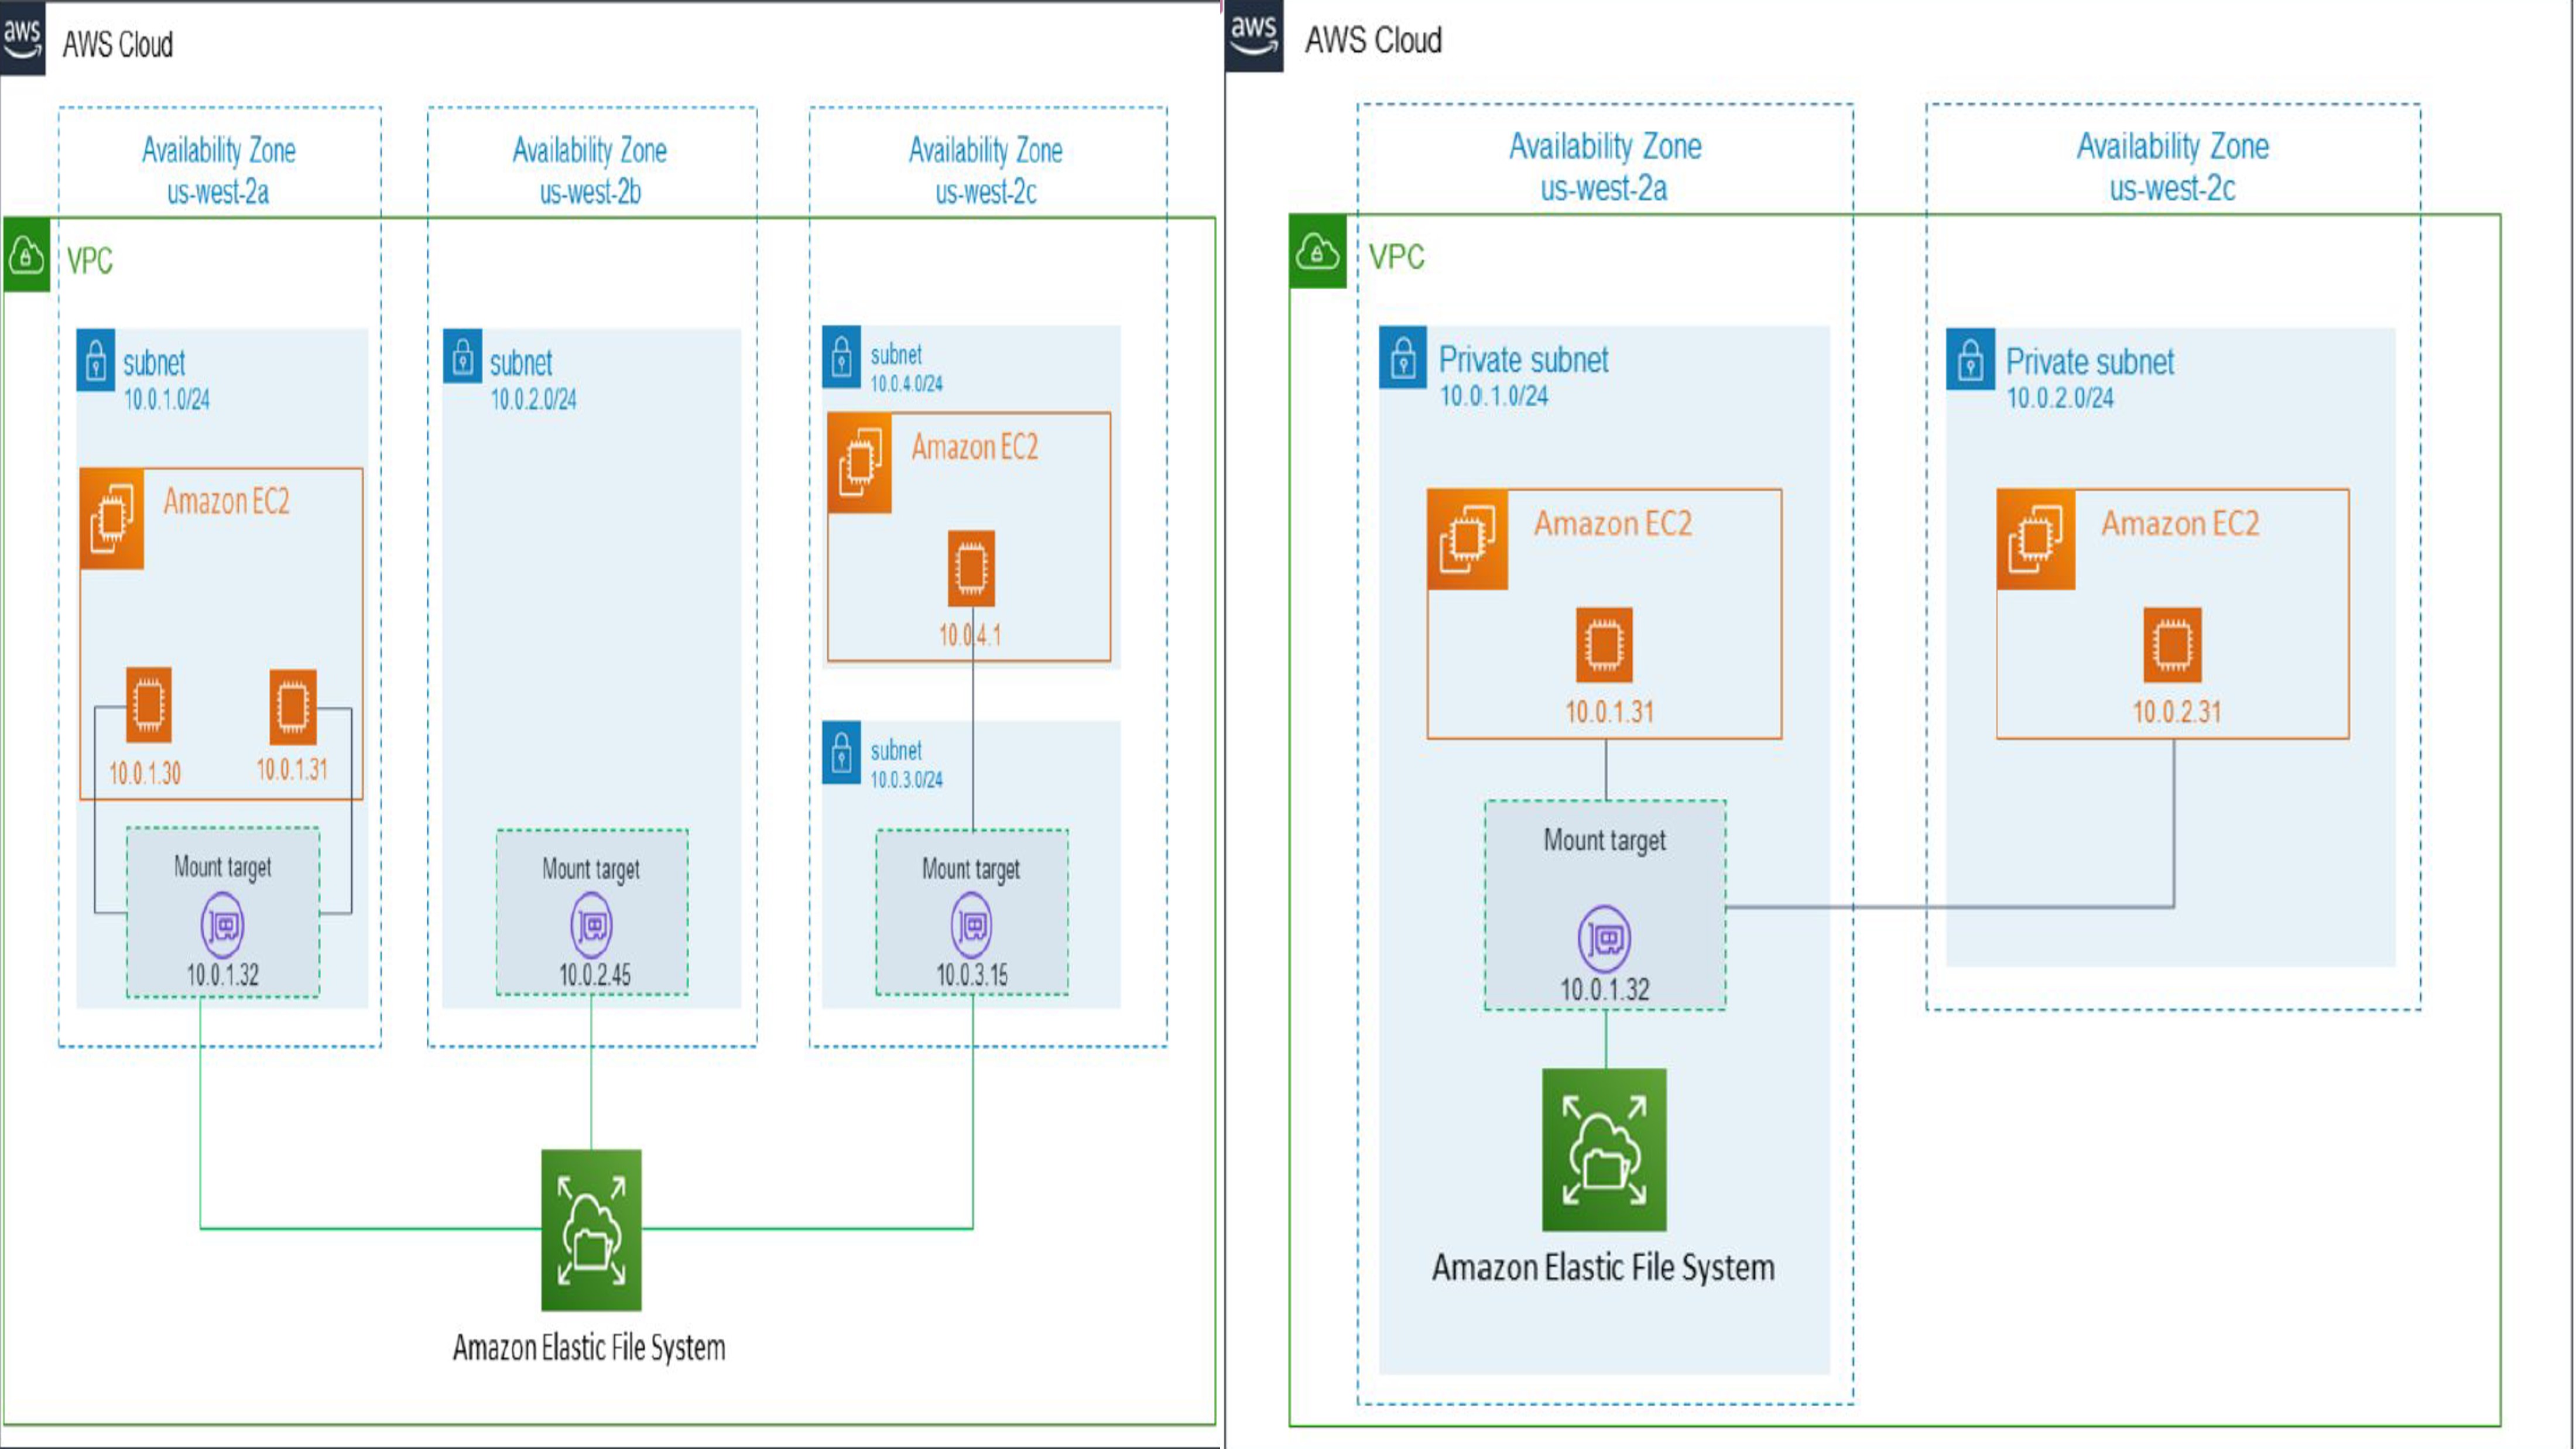 aws
AWS Cloud
Availability Zone
us-west-2a
Availability Zone
us-west-2b
Availability Zone
us-west-2c
VPC
subnet
10.0.1.0/24
Amazon EC2
10.0.1.30
10.0.1.31
Mount target
10.0.1.32
subnet
10.0.2.0/24
Mount target
10.0.2.45
subnet
10.0.4.0/24
Amazon EC2
10.0.4.1
subnet
10.0.3.0/24
Mount target
10.0.3.15
Amazon Elastic File System
aws
AWS Cloud
Availability Zone
us-west-2a
Availability Zone
us-west-2c
VPC
Private subnet
10.0.1.0/24
Amazon EC2
10.0.1.31
Mount target
10.0.1.32
Amazon Elastic File System
Private subnet
10.0.2.0/24
Amazon EC2
10.0.2.31